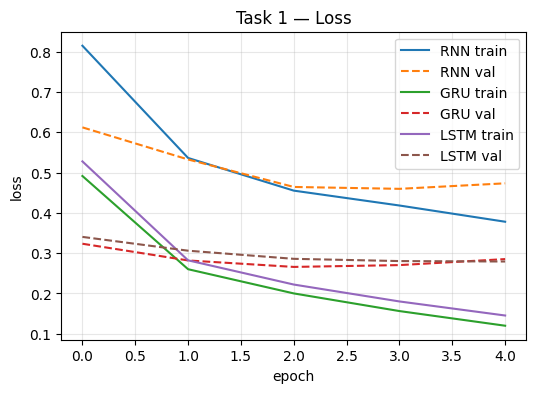 Task 1 — Loss
RNN train
RNN val
GRU train
GRU val
LSTM train
LSTM val
loss
0.8
0.7
0.6
0.5
0.4
0.3
0.2
0.1
0.0 0.5 1.0 1.5 2.0 2.5 3.0 3.5 4.0
epoch